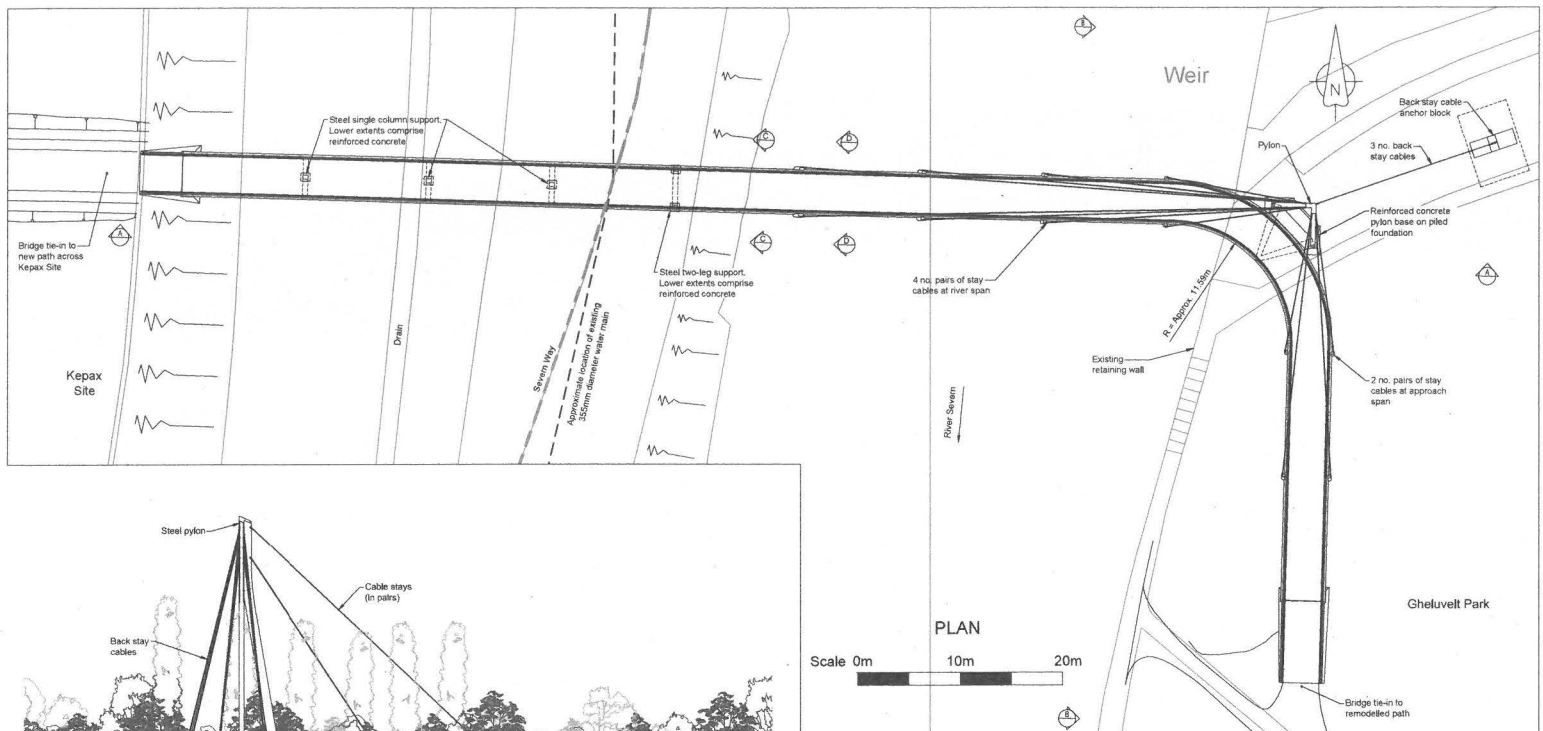 B
Weir
N
Back stay cable
anchor block
Steel single column support.
Lower extents comprise
reinforced concrete
C
D
Pylon
3 no. back
stay cables
Bridge tie-in to
new path across
Kepax Site
A
Reinforced concrete
pylon base on piled
foundation
C
D
Steel two-leg support.
Lower extents comprise
reinforced concrete
4 no. pairs of stay
cables at river span
A
R = Approx. 11.59m
Drain
Severn Way
Approximate location of existing
355mm diameter water main
Existing
retaining wall
Kepax
Site
2 no. pairs of stay
cables at approach
span
River Severn
Steel pylon
Cable stays
(In pairs)
Back stay
cables
Gheluvelt Park
PLAN
Scale 0m 10m 20m
Bridge tie-in to
remodelled path
B